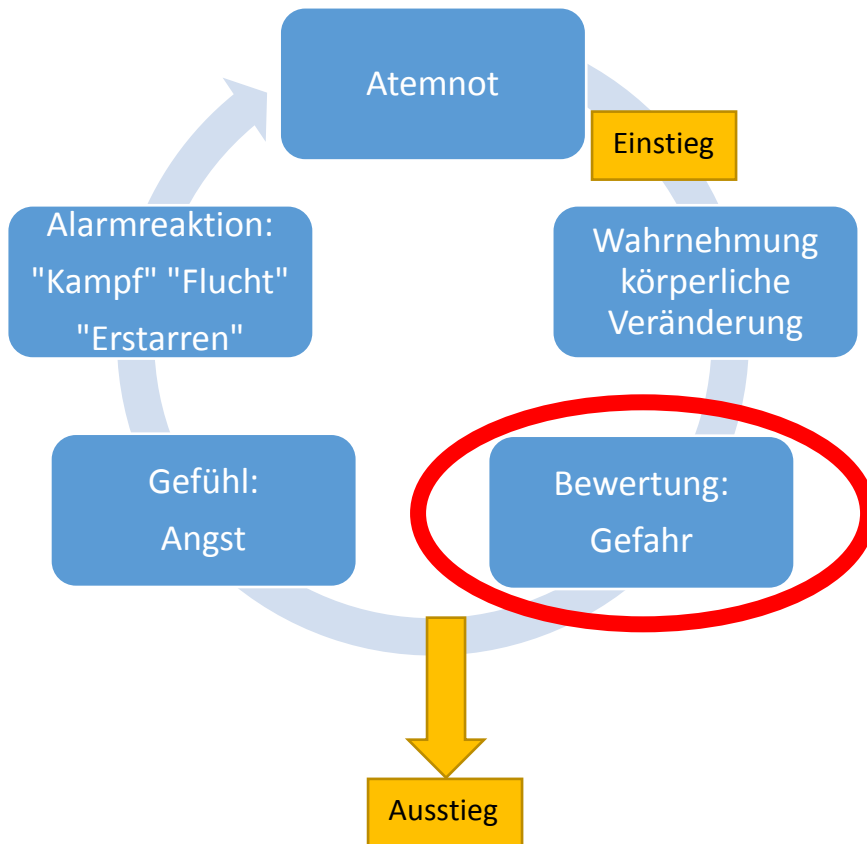 Atemnot
Einstieg
Wahrnehmung
körperliche
Veränderung
Bewertung:
Gefahr
Ausstieg
Gefühl:
Angst
Alarmreaktion:
"Kampf" "Flucht"
"Erstarren"